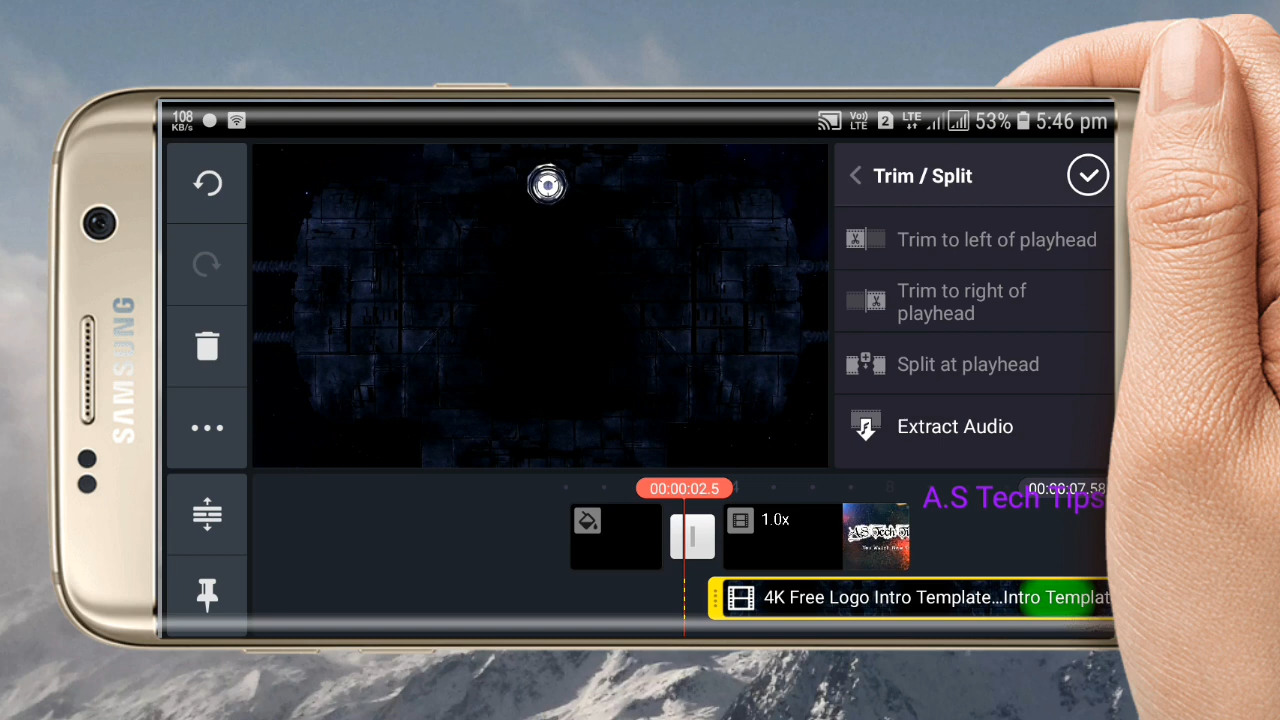 108
KB/s
Vo))
LTE
2
LTE
53%
5:46 pm
SAMSUNG
Trim / Split
Trim to left of playhead
Trim to right of
playhead
Split at playhead
Extract Audio
00:00:02.5
4
8
00:00:07.58
A.S Tech Tips
1.0x
4K Free Logo Intro Template...Intro Templat